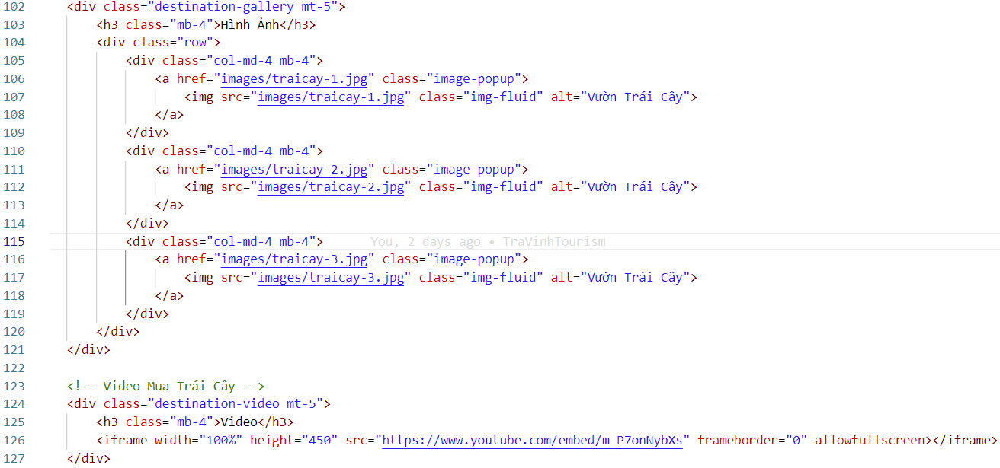 102 <div class="destination-gallery mt-5">
103 <h3 class="mb-4">Hình Ảnh</h3>
104 <div class="row">
105 <div class="col-md-4 mb-4">
106 <a href="images/traicay-1.jpg" class="image-popup">
107 <img src="images/traicay-1.jpg" class="img-fluid" alt="Vườn Trái Cây">
108 </a>
109 </div>
110 <div class="col-md-4 mb-4">
111 <a href="images/traicay-2.jpg" class="image-popup">
112 <img src="images/traicay-2.jpg" class="img-fluid" alt="Vườn Trái Cây">
113 </a>
114 </div>
115 <div class="col-md-4 mb-4"> You, 2 days ago • TraVinhTourism
116 <a href="images/traicay-3.jpg" class="image-popup">
117 <img src="images/traicay-3.jpg" class="img-fluid" alt="Vườn Trái Cây">
118 </a>
119 </div>
120 </div>
121 </div>
122
123 <!-- Video Mua Trái Cây -->
124 <div class="destination-video mt-5">
125 <h3 class="mb-4">Video</h3>
126 <iframe width="100%" height="450" src="https://www.youtube.com/embed/m_P7onNybXs" frameborder="0" allowfullscreen></iframe>
127 </div>